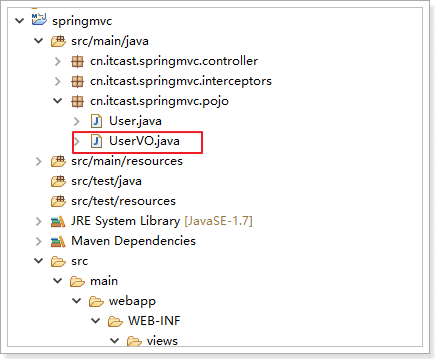 springmvc
src/main/java
cn.itcast.springmvc.controller
cn.itcast.springmvc.interceptors
cn.itcast.springmvc.pojo
User.java
UserVO.java
src/main/resources
src/test/java
src/test/resources
JRE System Library [JavaSE-1.7]
Maven Dependencies
src
main
webapp
WEB-INF
views